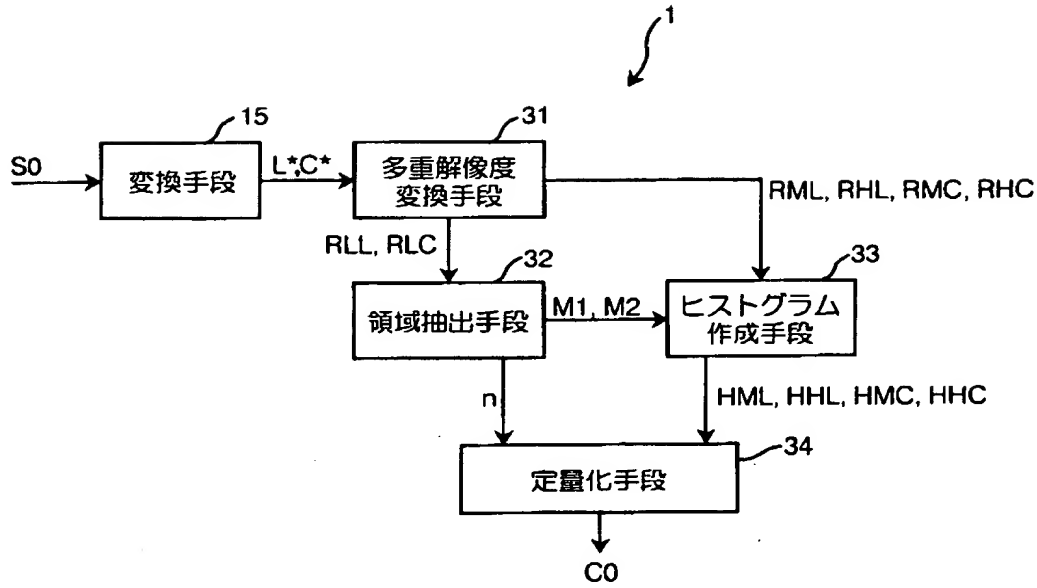 1
15
31
S0
変換手段
L*,C*
多重解像度
変換手段
RML, RHL, RMC, RHC
RLL, RLC
32
33
領域抽出手段
M1, M2
ヒストグラム
作成手段
n
HML, HHL, HMC, HHC
34
定量化手段
C0